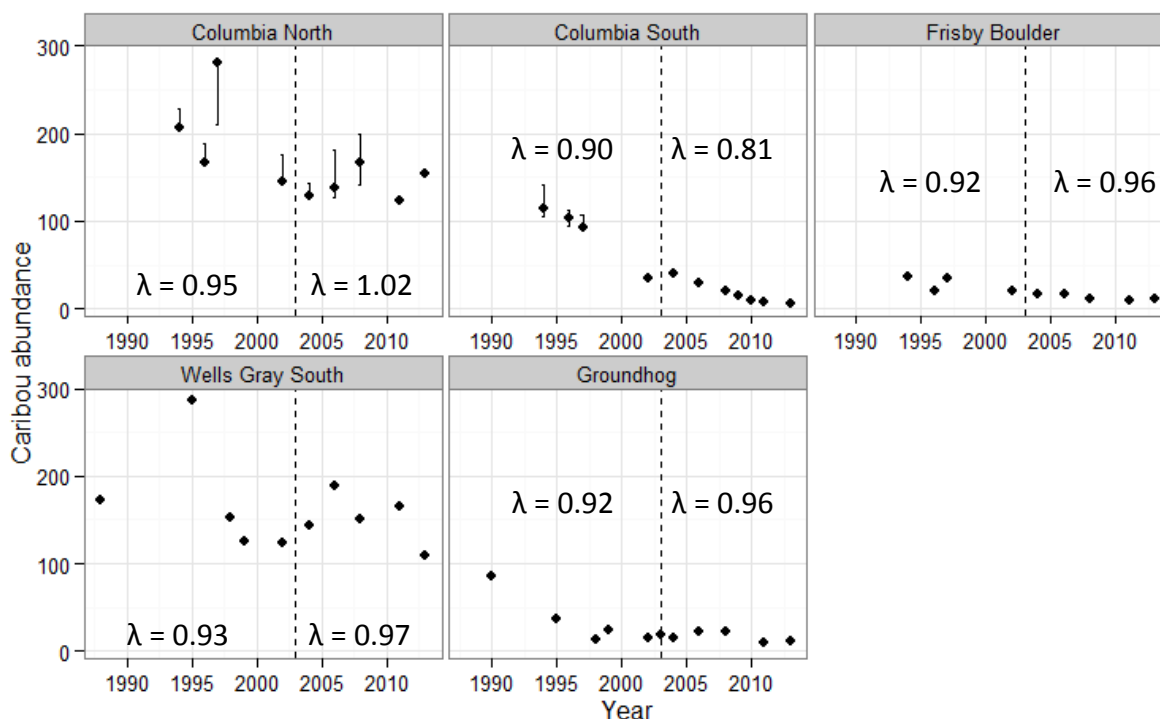 Columbia North
Columbia South
Frisby Boulder
300
200
100
0
λ = 0.95
λ = 1.02
λ = 0.90
λ = 0.81
λ = 0.92
λ = 0.96
1990 1995 2000 2005 2010
1990 1995 2000 2005 2010
1990 1995 2000 2005 2010
Caribou abundance
Wells Gray South
Groundhog
300
200
100
0
λ = 0.93
λ = 0.97
λ = 0.92
λ = 0.96
1990 1995 2000 2005 2010
1990 1995 2000 2005 2010
Year